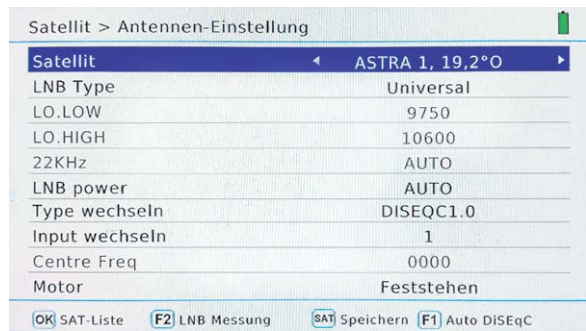 Satellit > Antennen-Einstellung
Satellit ASTRA 1, 19,2°O
LNB Type Universal
LO.LOW 9750
LO.HIGH 10600
22KHz AUTO
LNB power AUTO
Type wechseln DISEQC1.0
Input wechseln 1
Centre Freq 0000
Motor Feststehen
OK SAT-Liste F2 LNB Messung SAT Speichern F1 Auto DiSEqC